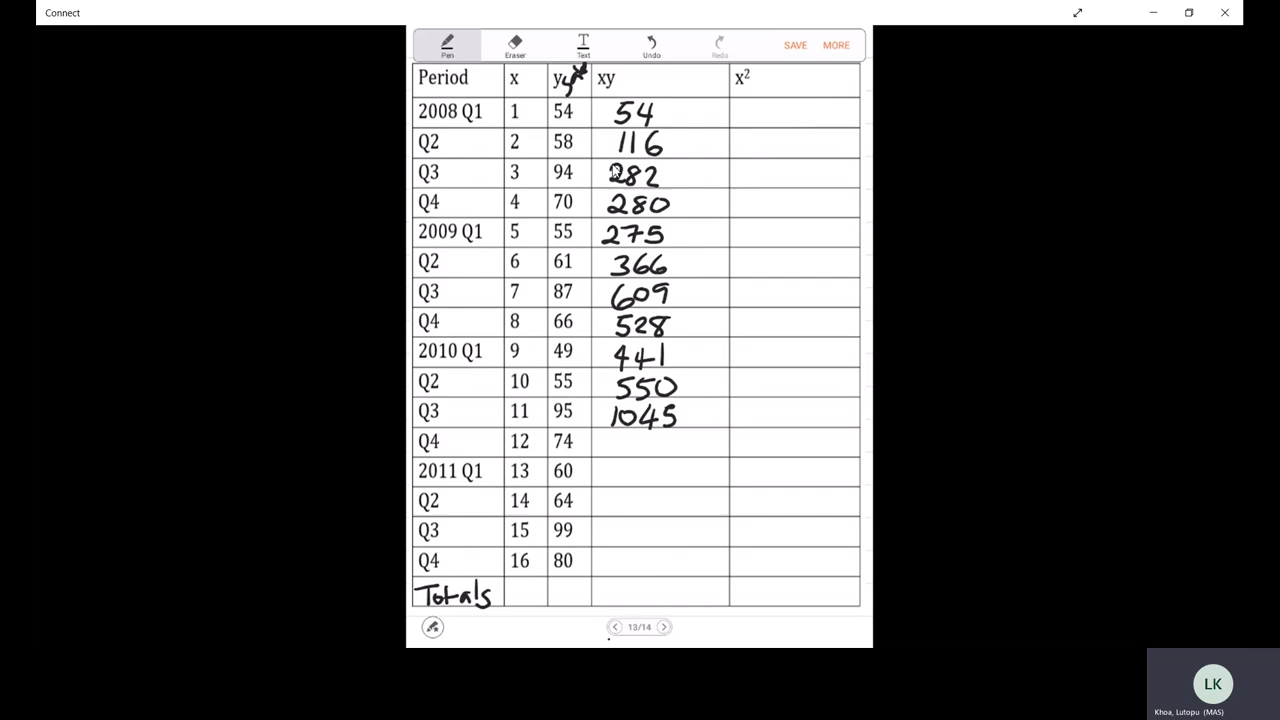 Connect
Pen Eraser Text Undo Redo SAVE MORE
Period x y xy x²
2008 Q1 1 54 54
Q2 2 58 116
Q3 3 94 282
Q4 4 70 280
2009 Q1 5 55 275
Q2 6 61 366
Q3 7 87 609
Q4 8 66 528
2010 Q1 9 49 441
Q2 10 55 550
Q3 11 95 1045
Q4 12 74
2011 Q1 13 60
Q2 14 64
Q3 15 99
Q4 16 80
Totals
13/14
LK
Khoa, Lutopu (MAS)